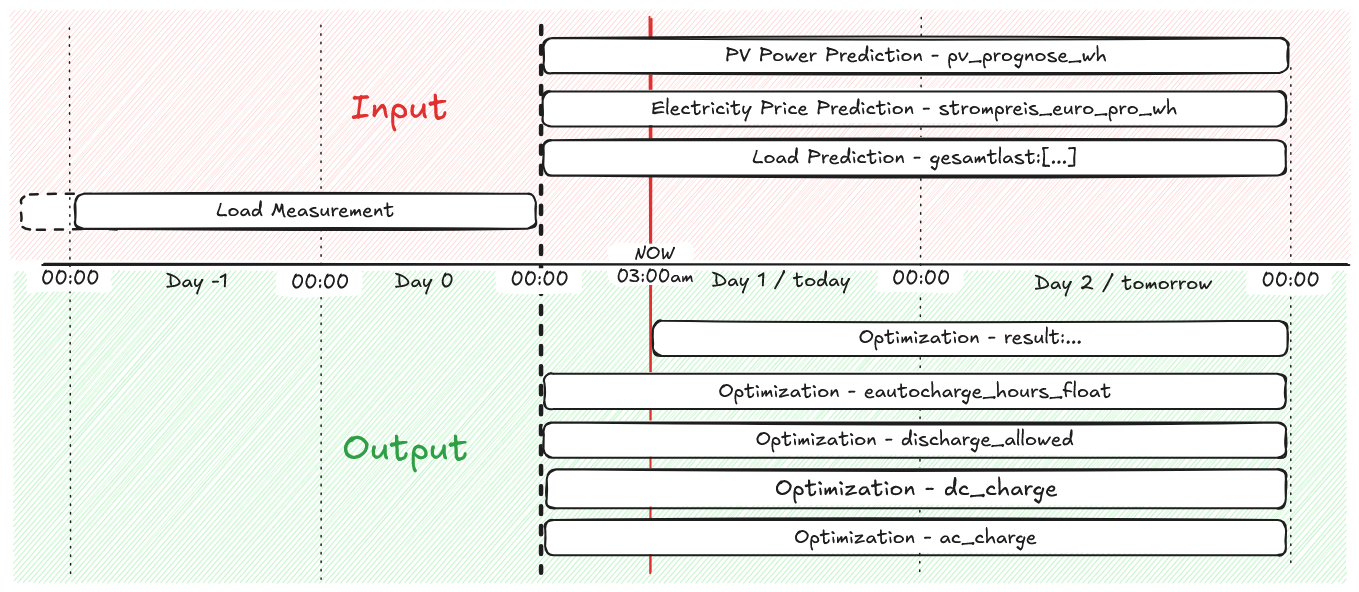 PV Power Prediction - pv_prognose_wh
Input
Electricity Price Prediction - strompreis_euro_pro_wh
Load Prediction - gesamtlast:[...]
Load Measurement
NOW
00:00 Day -1 00:00 Day 0 00:00 03:00am Day 1 / today 00:00 Day 2 / tomorrow 00:00
Optimization - result:...
Optimization - eautocharge_hours_float
Output
Optimization - discharge_allowed
Optimization - dc_charge
Optimization - ac_charge